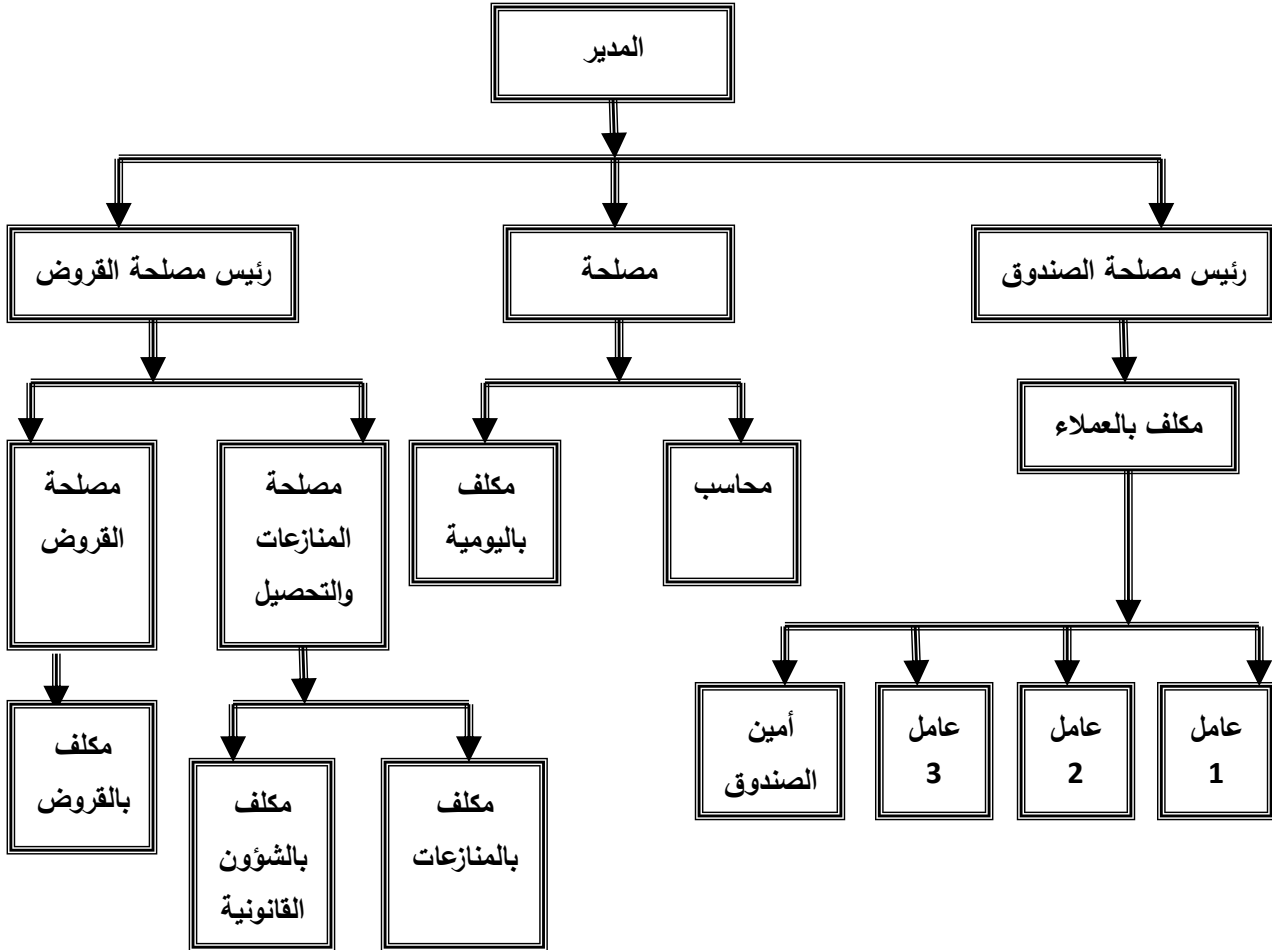 المدير
رئيس مصلحة الصندوق
مصلحة
رئيس مصلحة القروض
مكلف بالعملاء
محاسب
مكلف
باليومية
مصلحة
المنازعات
والتحصيل
مصلحة
القروض
عامل
1
عامل
2
عامل
3
أمين
الصندوق
مكلف
بالمنازعات
مكلف
بالشؤون
القانونية
مكلف
بالقروض